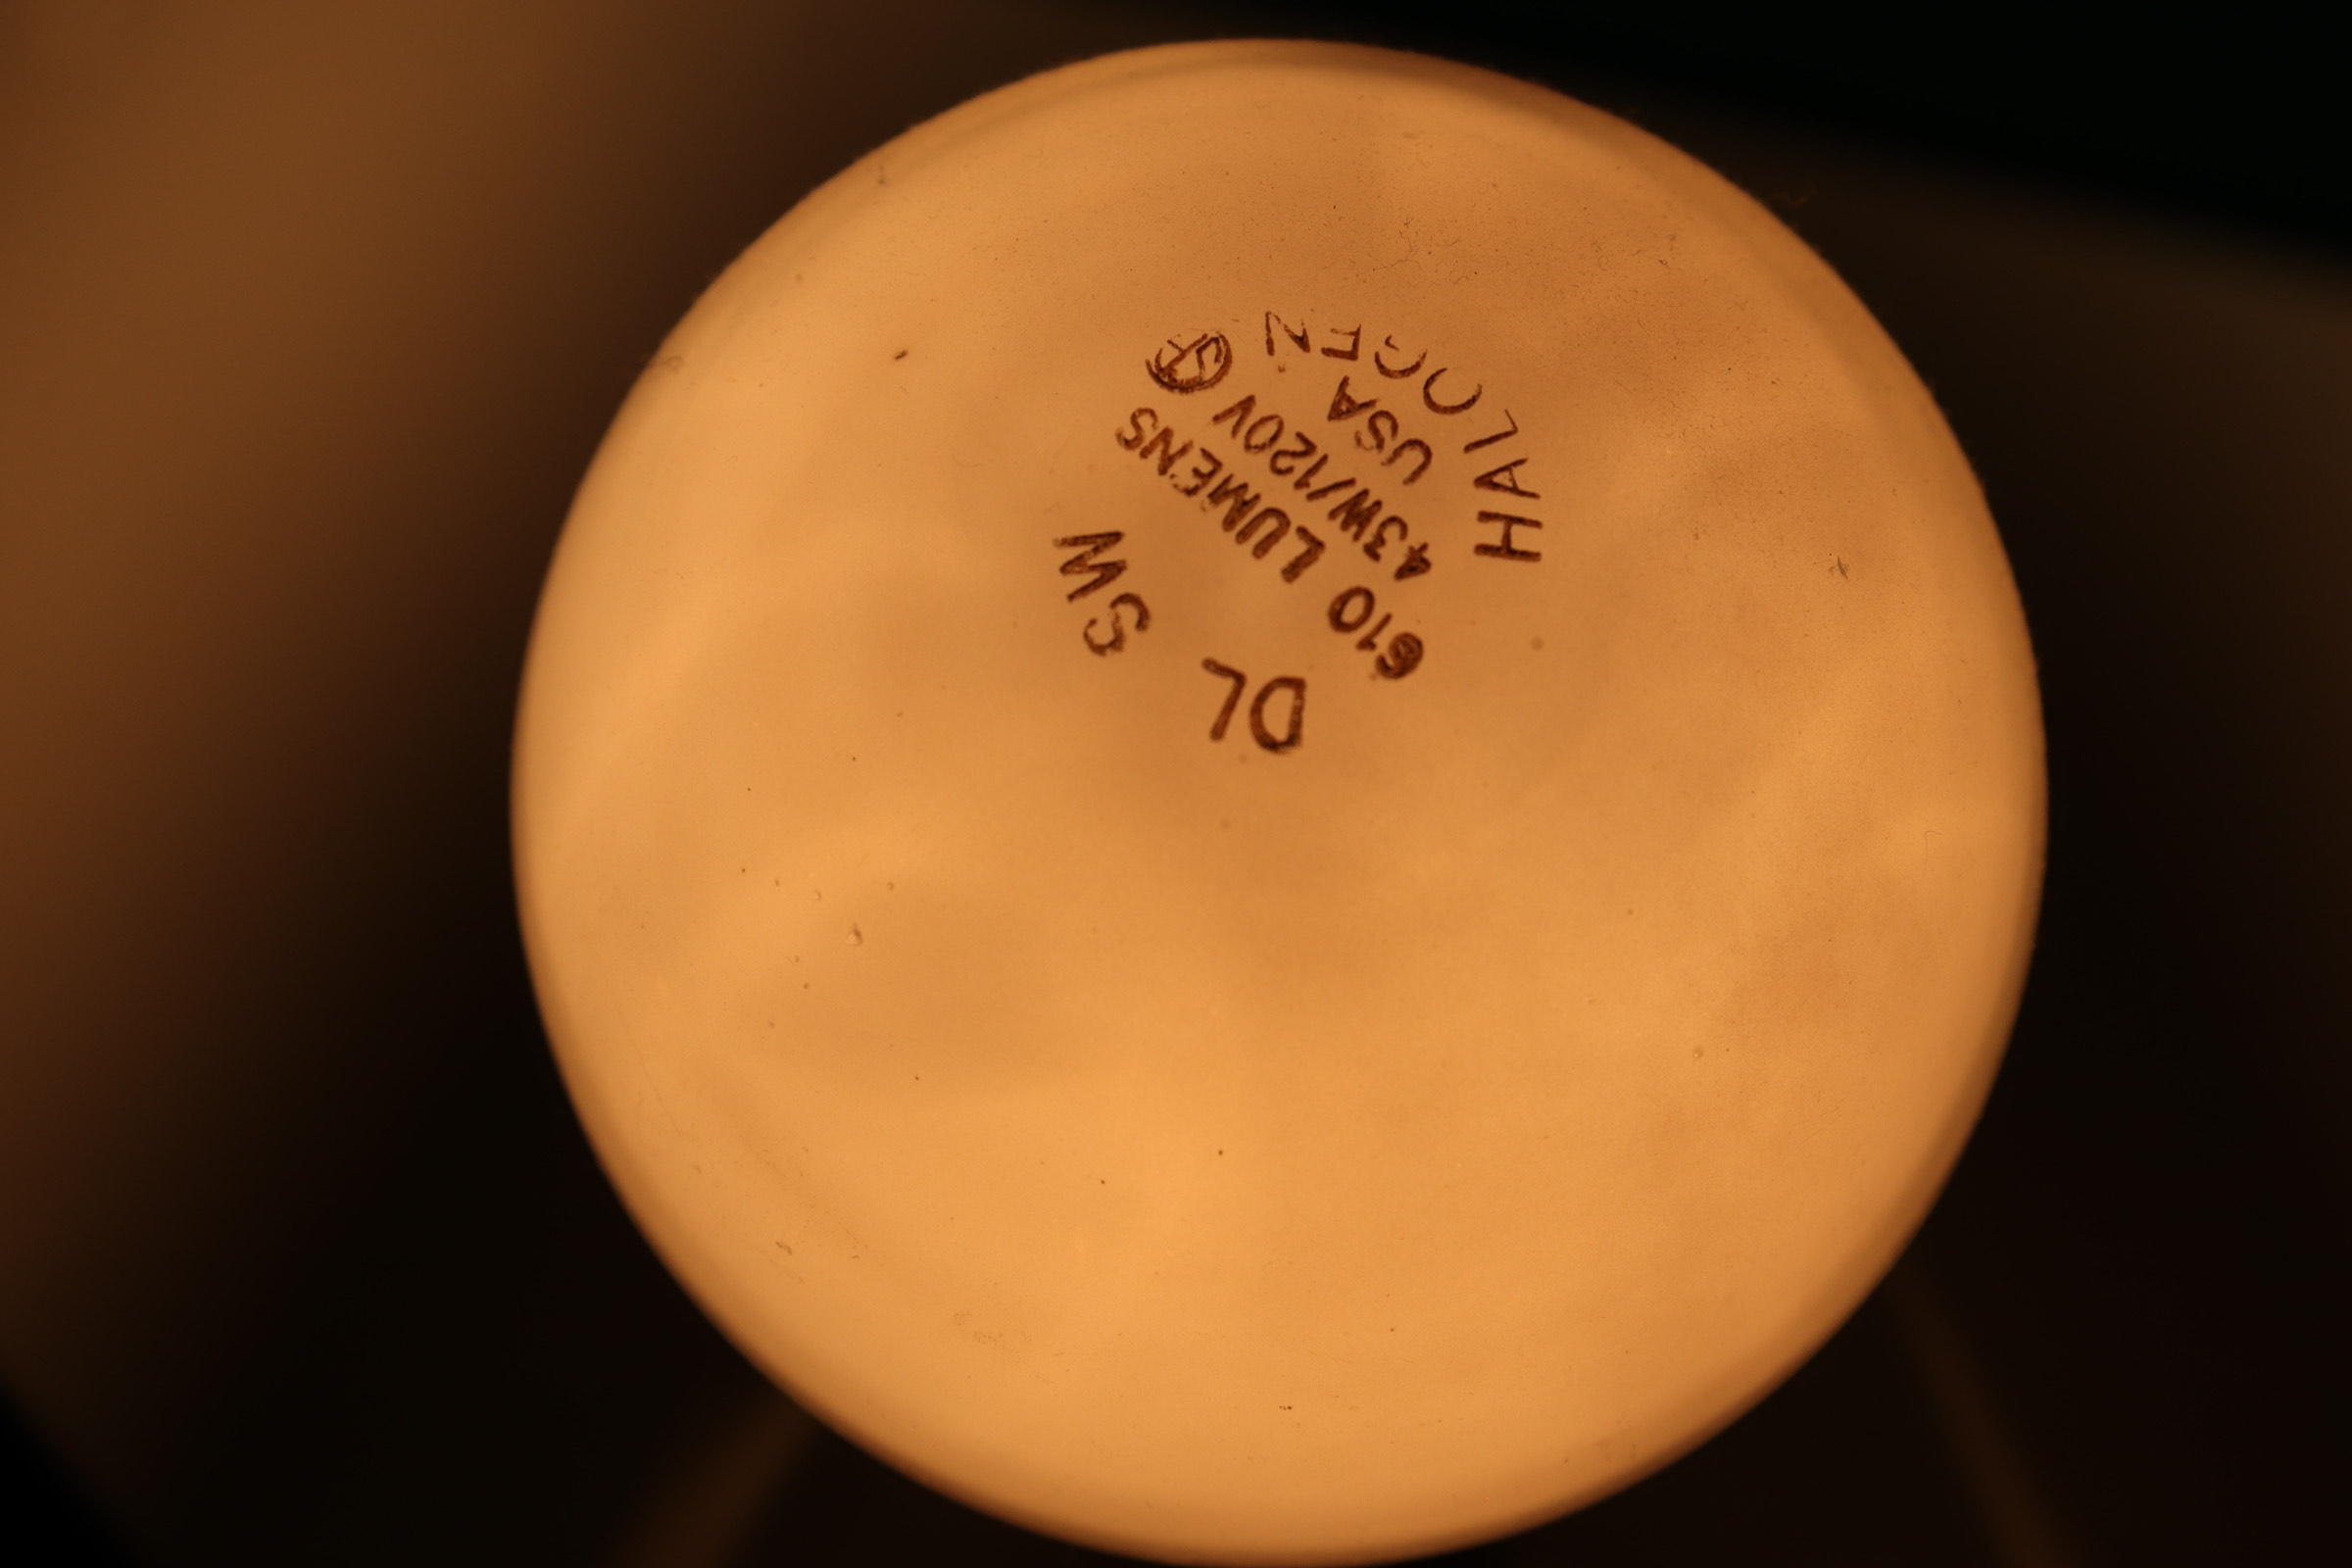 DL SW
610 LUMENS
43W/120V
USA
HALOGEN